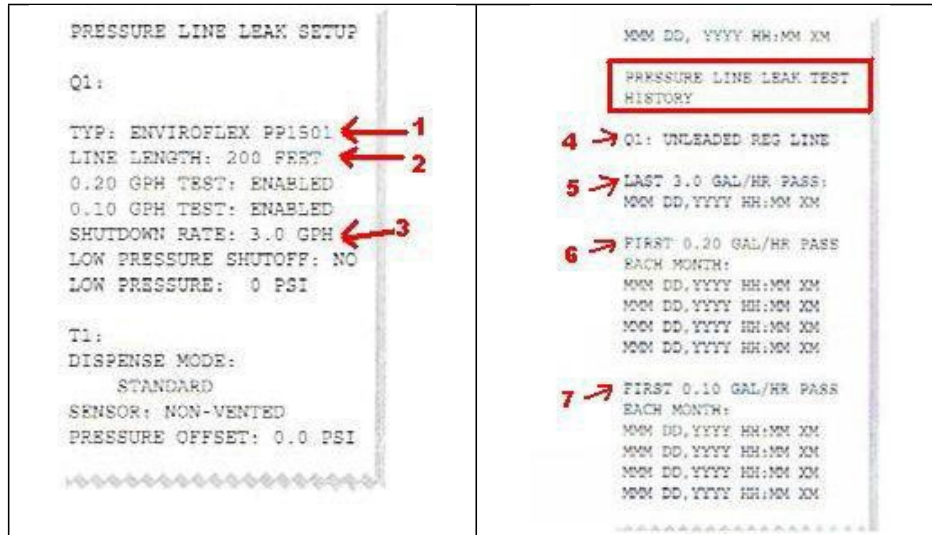 PRESSURE LINE LEAK SETUP
Q1:
TYP: ENVIROFLEX PP1501 1
LINE LENGTH: 200 FEET 2
0.20 GPH TEST: ENABLED
0.10 GPH TEST: ENABLED
SHUTDOWN RATE: 3.0 GPH 3
LOW PRESSURE SHUTOFF: NO
LOW PRESSURE: 0 PSI
T1:
DISPENSE MODE:
STANDARD
SENSOR: NON-VENTED
PRESSURE OFFSET: 0.0 PSI
MMM DD, YYYY HH:MM XM
PRESSURE LINE LEAK TEST
HISTORY
4 Q1: UNLEADED REG LINE
5 LAST 3.0 GAL/HR PASS:
MMM DD,YYYY HH:MM XM
6 FIRST 0.20 GAL/HR PASS
EACH MONTH:
MMM DD,YYYY HH:MM XM
MMM DD,YYYY HH:MM XM
MMM DD,YYYY HH:MM XM
MMM DD,YYYY HH:MM XM
7 FIRST 0.10 GAL/HR PASS
EACH MONTH:
MMM DD,YYYY HH:MM XM
MMM DD,YYYY HH:MM XM
MMM DD,YYYY HH:MM XM
MMM DD,YYYY HH:MM XM